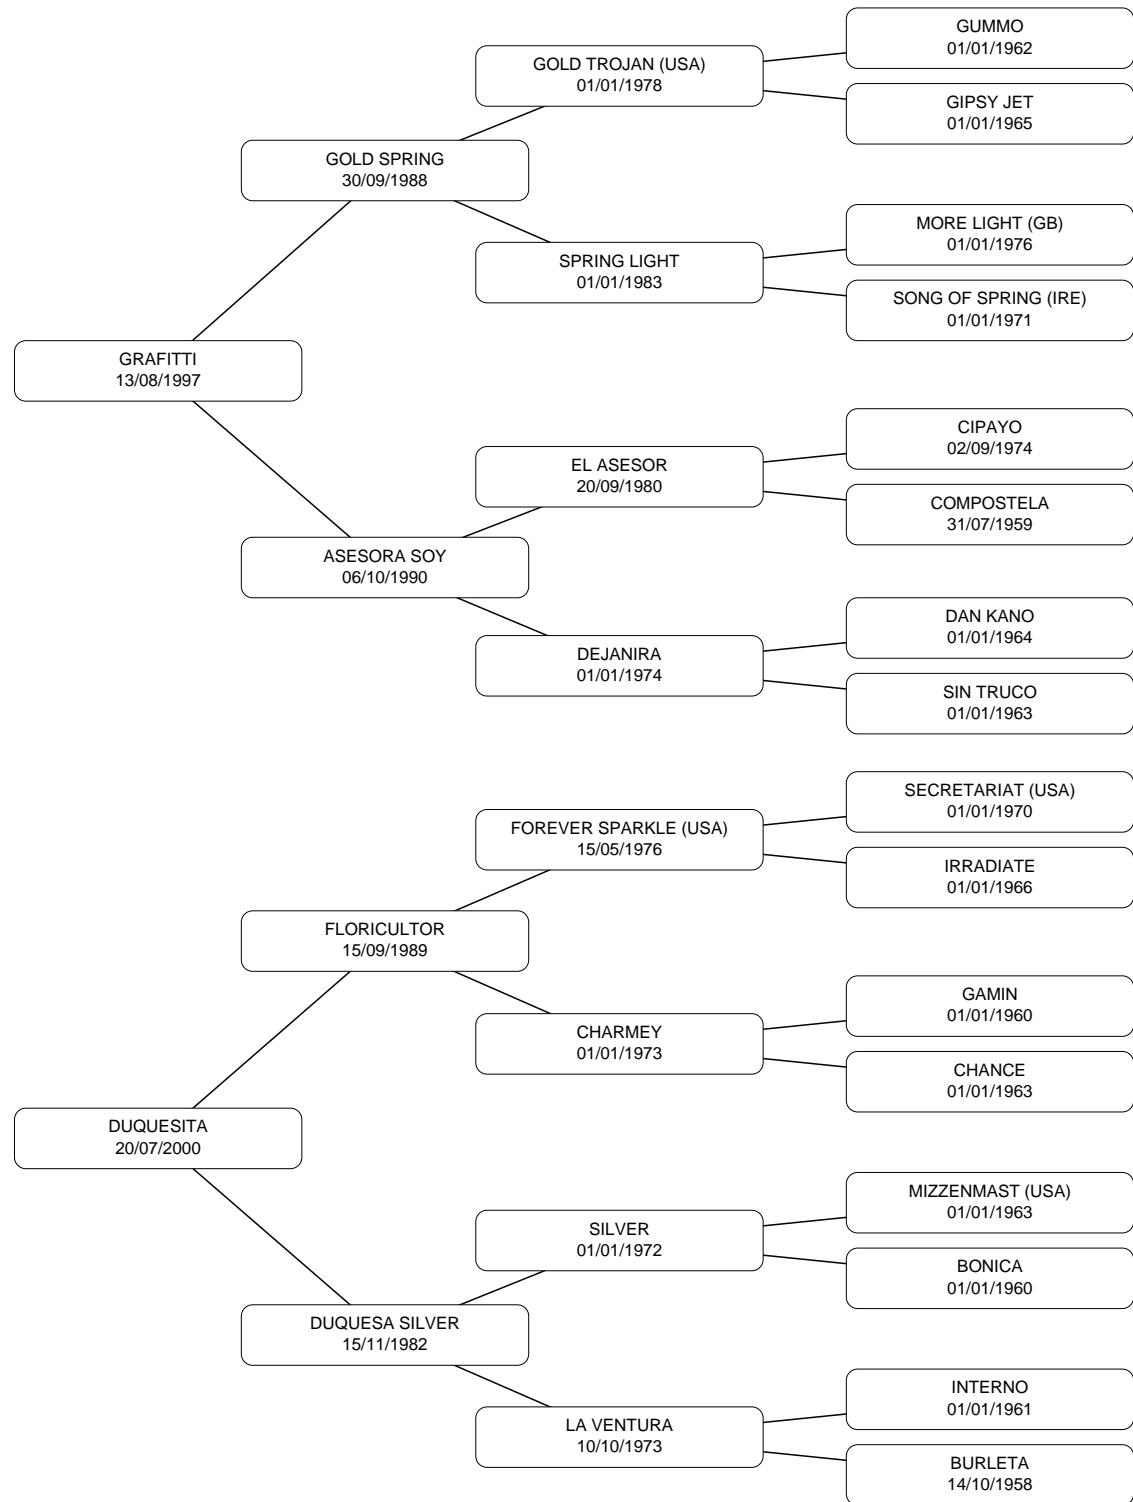 GUMMO
01/01/1962
GOLD TROJAN (USA)
01/01/1978
GIPSY JET
01/01/1965
GOLD SPRING
30/09/1988
MORE LIGHT (GB)
01/01/1976
SPRING LIGHT
01/01/1983
SONG OF SPRING (IRE)
01/01/1971
GRAFITTI
13/08/1997
CIPAYO
02/09/1974
EL ASESOR
20/09/1980
COMPOSTELA
31/07/1959
ASESORA SOY
06/10/1990
DAN KANO
01/01/1964
DEJANIRA
01/01/1974
SIN TRUCO
01/01/1963
SECRETARIAT (USA)
01/01/1970
FOREVER SPARKLE (USA)
15/05/1976
IRRADIATE
01/01/1966
FLORICULTOR
15/09/1989
GAMIN
01/01/1960
CHARMEY
01/01/1973
CHANCE
01/01/1963
DUQUESITA
20/07/2000
MIZZENMAST (USA)
01/01/1963
SILVER
01/01/1972
BONICA
01/01/1960
DUQUESA SILVER
15/11/1982
INTERNO
01/01/1961
LA VENTURA
10/10/1973
BURLETA
14/10/1958